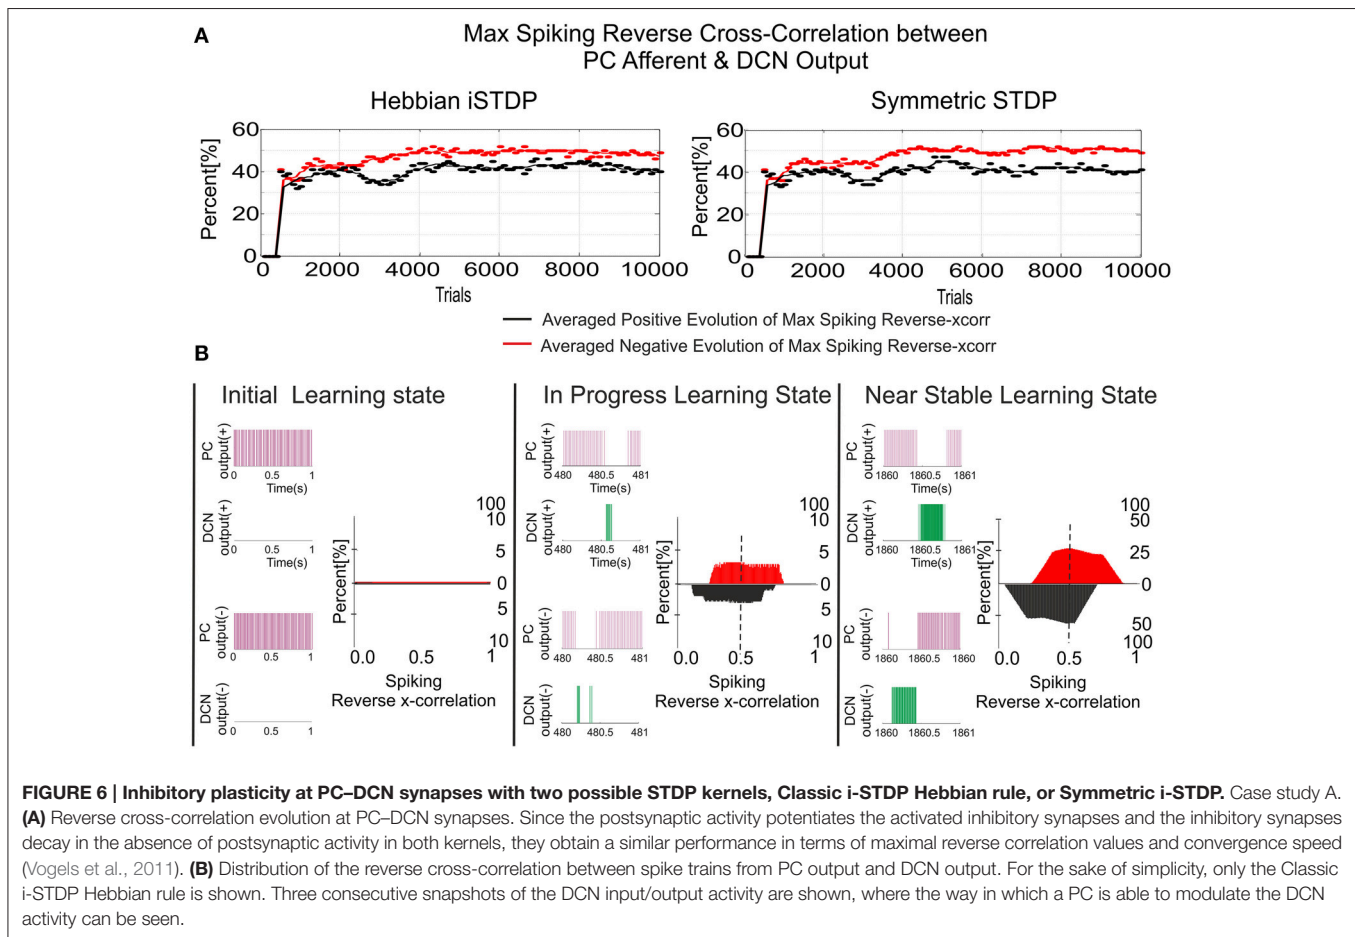 A
Max Spiking Reverse Cross-Correlation between
PC Afferent & DCN Output
Hebbian iSTDP
Symmetric STDP
Percent[%]
60
40
20
0
0 2000 4000 6000 8000 10000
Trials
Percent[%]
60
40
20
0
0 2000 4000 6000 8000 10000
Trials
Averaged Positive Evolution of Max Spiking Reverse-xcorr
Averaged Negative Evolution of Max Spiking Reverse-xcorr
B
Initial Learning state
PC
output(+)
0 0.5 1
Time(s)
DCN
output(+)
0 0.5 1
Time(s)
PC
output(-)
0 0.5 1
DCN
output(-)
0 0.5 1
Percent[%]
100
10
5
0
5
10
1
0.0 0.5
Spiking
Reverse x-correlation
In Progress Learning State
PC
output(+)
480 480.5 481
Time(s)
DCN
output(+)
480 480.5 481
Time(s)
PC
output(-)
480 480.5 481
DCN
output(-)
480 480.5 481
Percent[%]
100
10
5
0
5
10
1
0.0 0.5
Spiking
Reverse x-correlation
Near Stable Learning State
PC
output(+)
1860 1860.5 1861
Time(s)
DCN
output(+)
1860 1860.5 1861
Time(s)
PC
output(-)
1860 1860.5 1860
DCN
output(-)
1860 1860.5 1861
Percent[%]
100
50
25
0
50
100
1
0.0 0.5
Spiking
Reverse x-correlation
FIGURE 6 | Inhibitory plasticity at PC–DCN synapses with two possible STDP kernels, Classic i-STDP Hebbian rule, or Symmetric i-STDP. Case study A.
(A) Reverse cross-correlation evolution at PC–DCN synapses. Since the postsynaptic activity potentiates the activated inhibitory synapses and the inhibitory synapses
decay in the absence of postsynaptic activity in both kernels, they obtain a similar performance in terms of maximal reverse correlation values and convergence speed
(Vogels et al., 2011). (B) Distribution of the reverse cross-correlation between spike trains from PC output and DCN output. For the sake of simplicity, only the Classic
i-STDP Hebbian rule is shown. Three consecutive snapshots of the DCN input/output activity are shown, where the way in which a PC is able to modulate the DCN
activity can be seen.